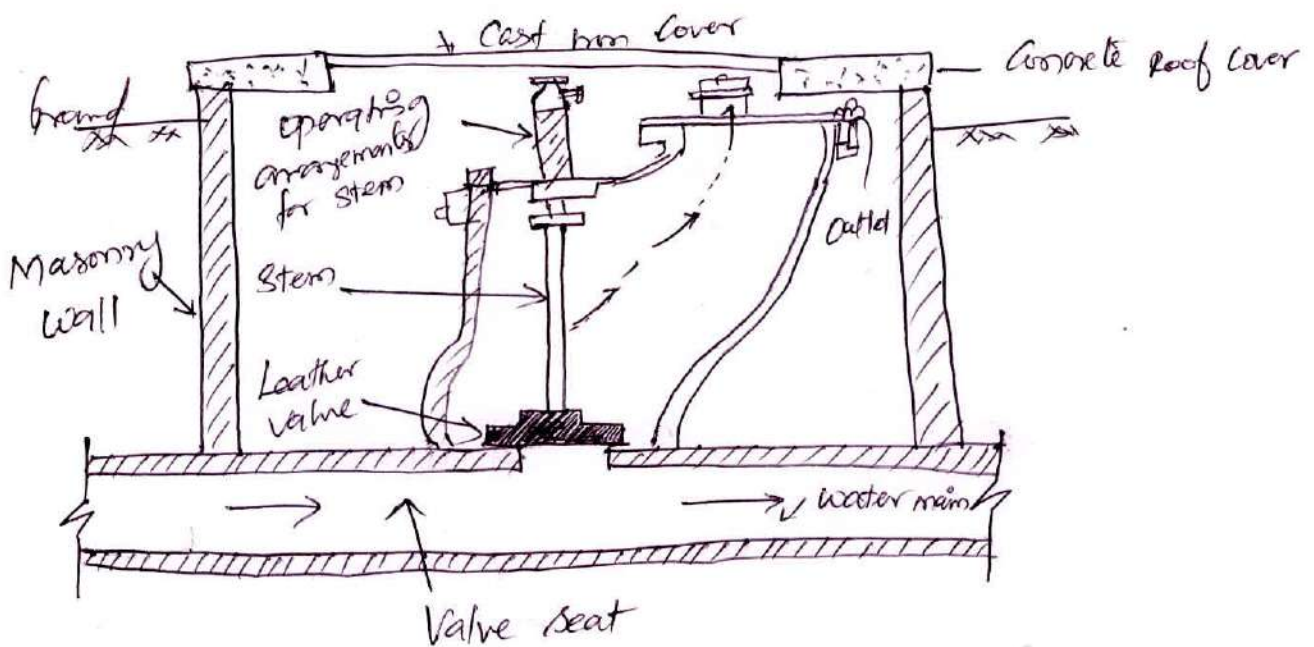 Cast iron cover
Concrete Roof cover
Ground
operating
arrangements
for stem
Outlet
Masonry
wall
Stem
Leather
valve
water main
Valve seat